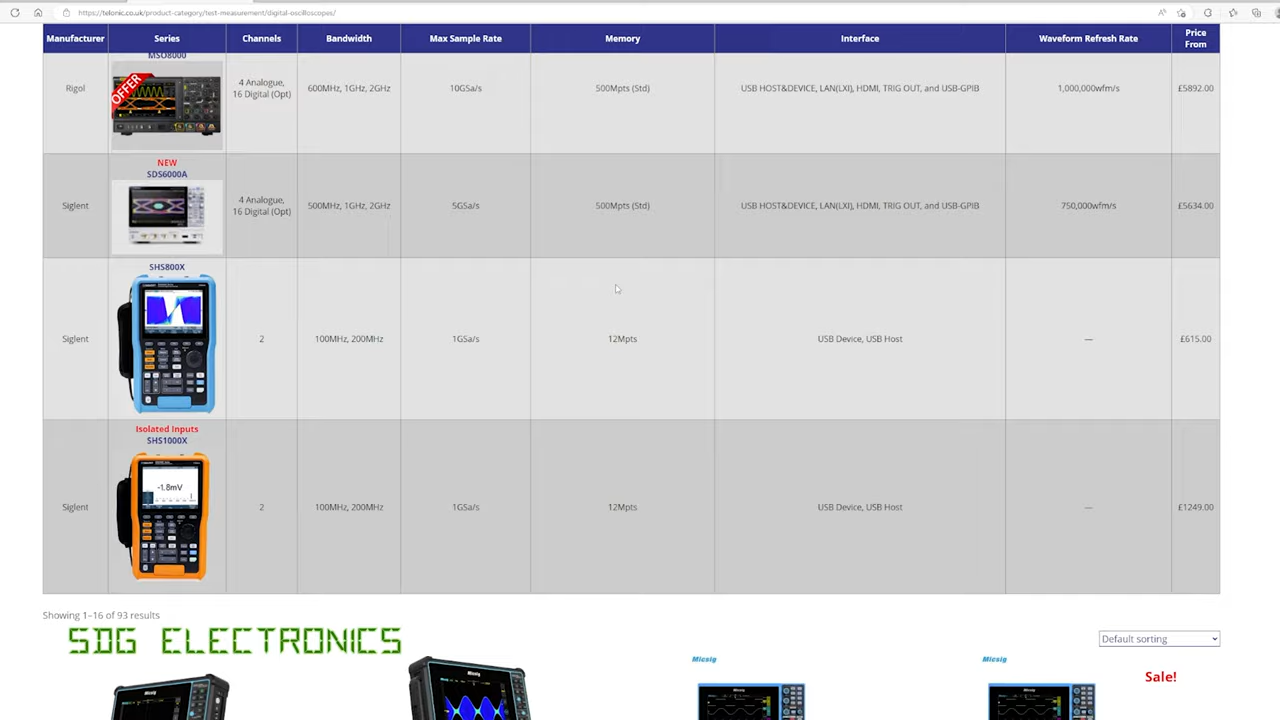 https://telonic.co.uk/product-category/test-measurement/digital-oscilloscopes/
Manufacturer Series Channels Bandwidth Max Sample Rate Memory Interface Waveform Refresh Rate Price From
MSO8000
OFFER
Rigol 4 Analogue, 16 Digital (Opt) 600MHz, 1GHz, 2GHz 10GSa/s 500Mpts (Std) USB HOST&DEVICE, LAN(LXI), HDMI, TRIG OUT, and USB-GPIB 1,000,000wfm/s £5892.00
NEW
SDS6000A
Siglent 4 Analogue, 16 Digital (Opt) 500MHz, 1GHz, 2GHz 5GSa/s 500Mpts (Std) USB HOST&DEVICE, LAN(LXI), HDMI, TRIG OUT, and USB-GPIB 750,000wfm/s £5634.00
SHS800X
Siglent 2 100MHz, 200MHz 1GSa/s 12Mpts USB Device, USB Host — £615.00
Isolated Inputs
SHS1000X
-1.8mV
Siglent 2 100MHz, 200MHz 1GSa/s 12Mpts USB Device, USB Host — £1249.00
Showing 1–16 of 93 results
SDG ELECTRONICS
Default sorting
Micsig
Micsig
Sale!
Micsig
Micsig
Micsig
Micsig